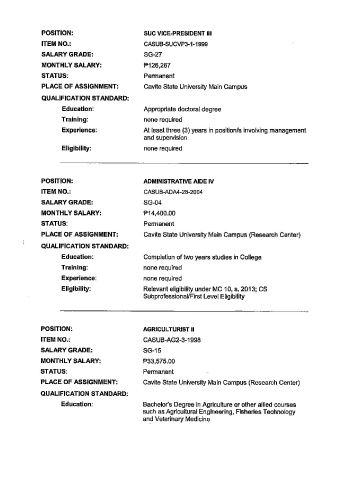 POSITION: SUC VICE-PRESIDENT III
ITEM NO.: CASUB-SUCVP3-1-1999
SALARY GRADE: SG-27
MONTHLY SALARY: ₱126,267
STATUS: Permanent
PLACE OF ASSIGNMENT: Cavite State University Main Campus
QUALIFICATION STANDARD:
Education: Appropriate doctoral degree
Training: none required
Experience: At least three (3) years in position/s involving management
and supervision
Eligibility: none required
POSITION: ADMINISTRATIVE AIDE IV
ITEM NO.: CASUB-ADA4-28-2004
SALARY GRADE: SG-04
MONTHLY SALARY: ₱14,400.00
STATUS: Permanent
PLACE OF ASSIGNMENT: Cavite State University Main Campus (Research Center)
QUALIFICATION STANDARD:
Education: Completion of two years studies in College
Training: none required
Experience: none required
Eligibility: Relevant eligibility under MC 10, s. 2013; CS
Subprofessional/First Level Eligibility
POSITION: AGRICULTURIST II
ITEM NO.: CASUB-AG2-3-1998
SALARY GRADE: SG-15
MONTHLY SALARY: ₱33,575.00
STATUS: Permanent
PLACE OF ASSIGNMENT: Cavite State University Main Campus (Research Center)
QUALIFICATION STANDARD:
Education: Bachelor's Degree in Agriculture or other allied courses
such as Agricultural Engineering, Fisheries Technology
and Veterinary Medicine